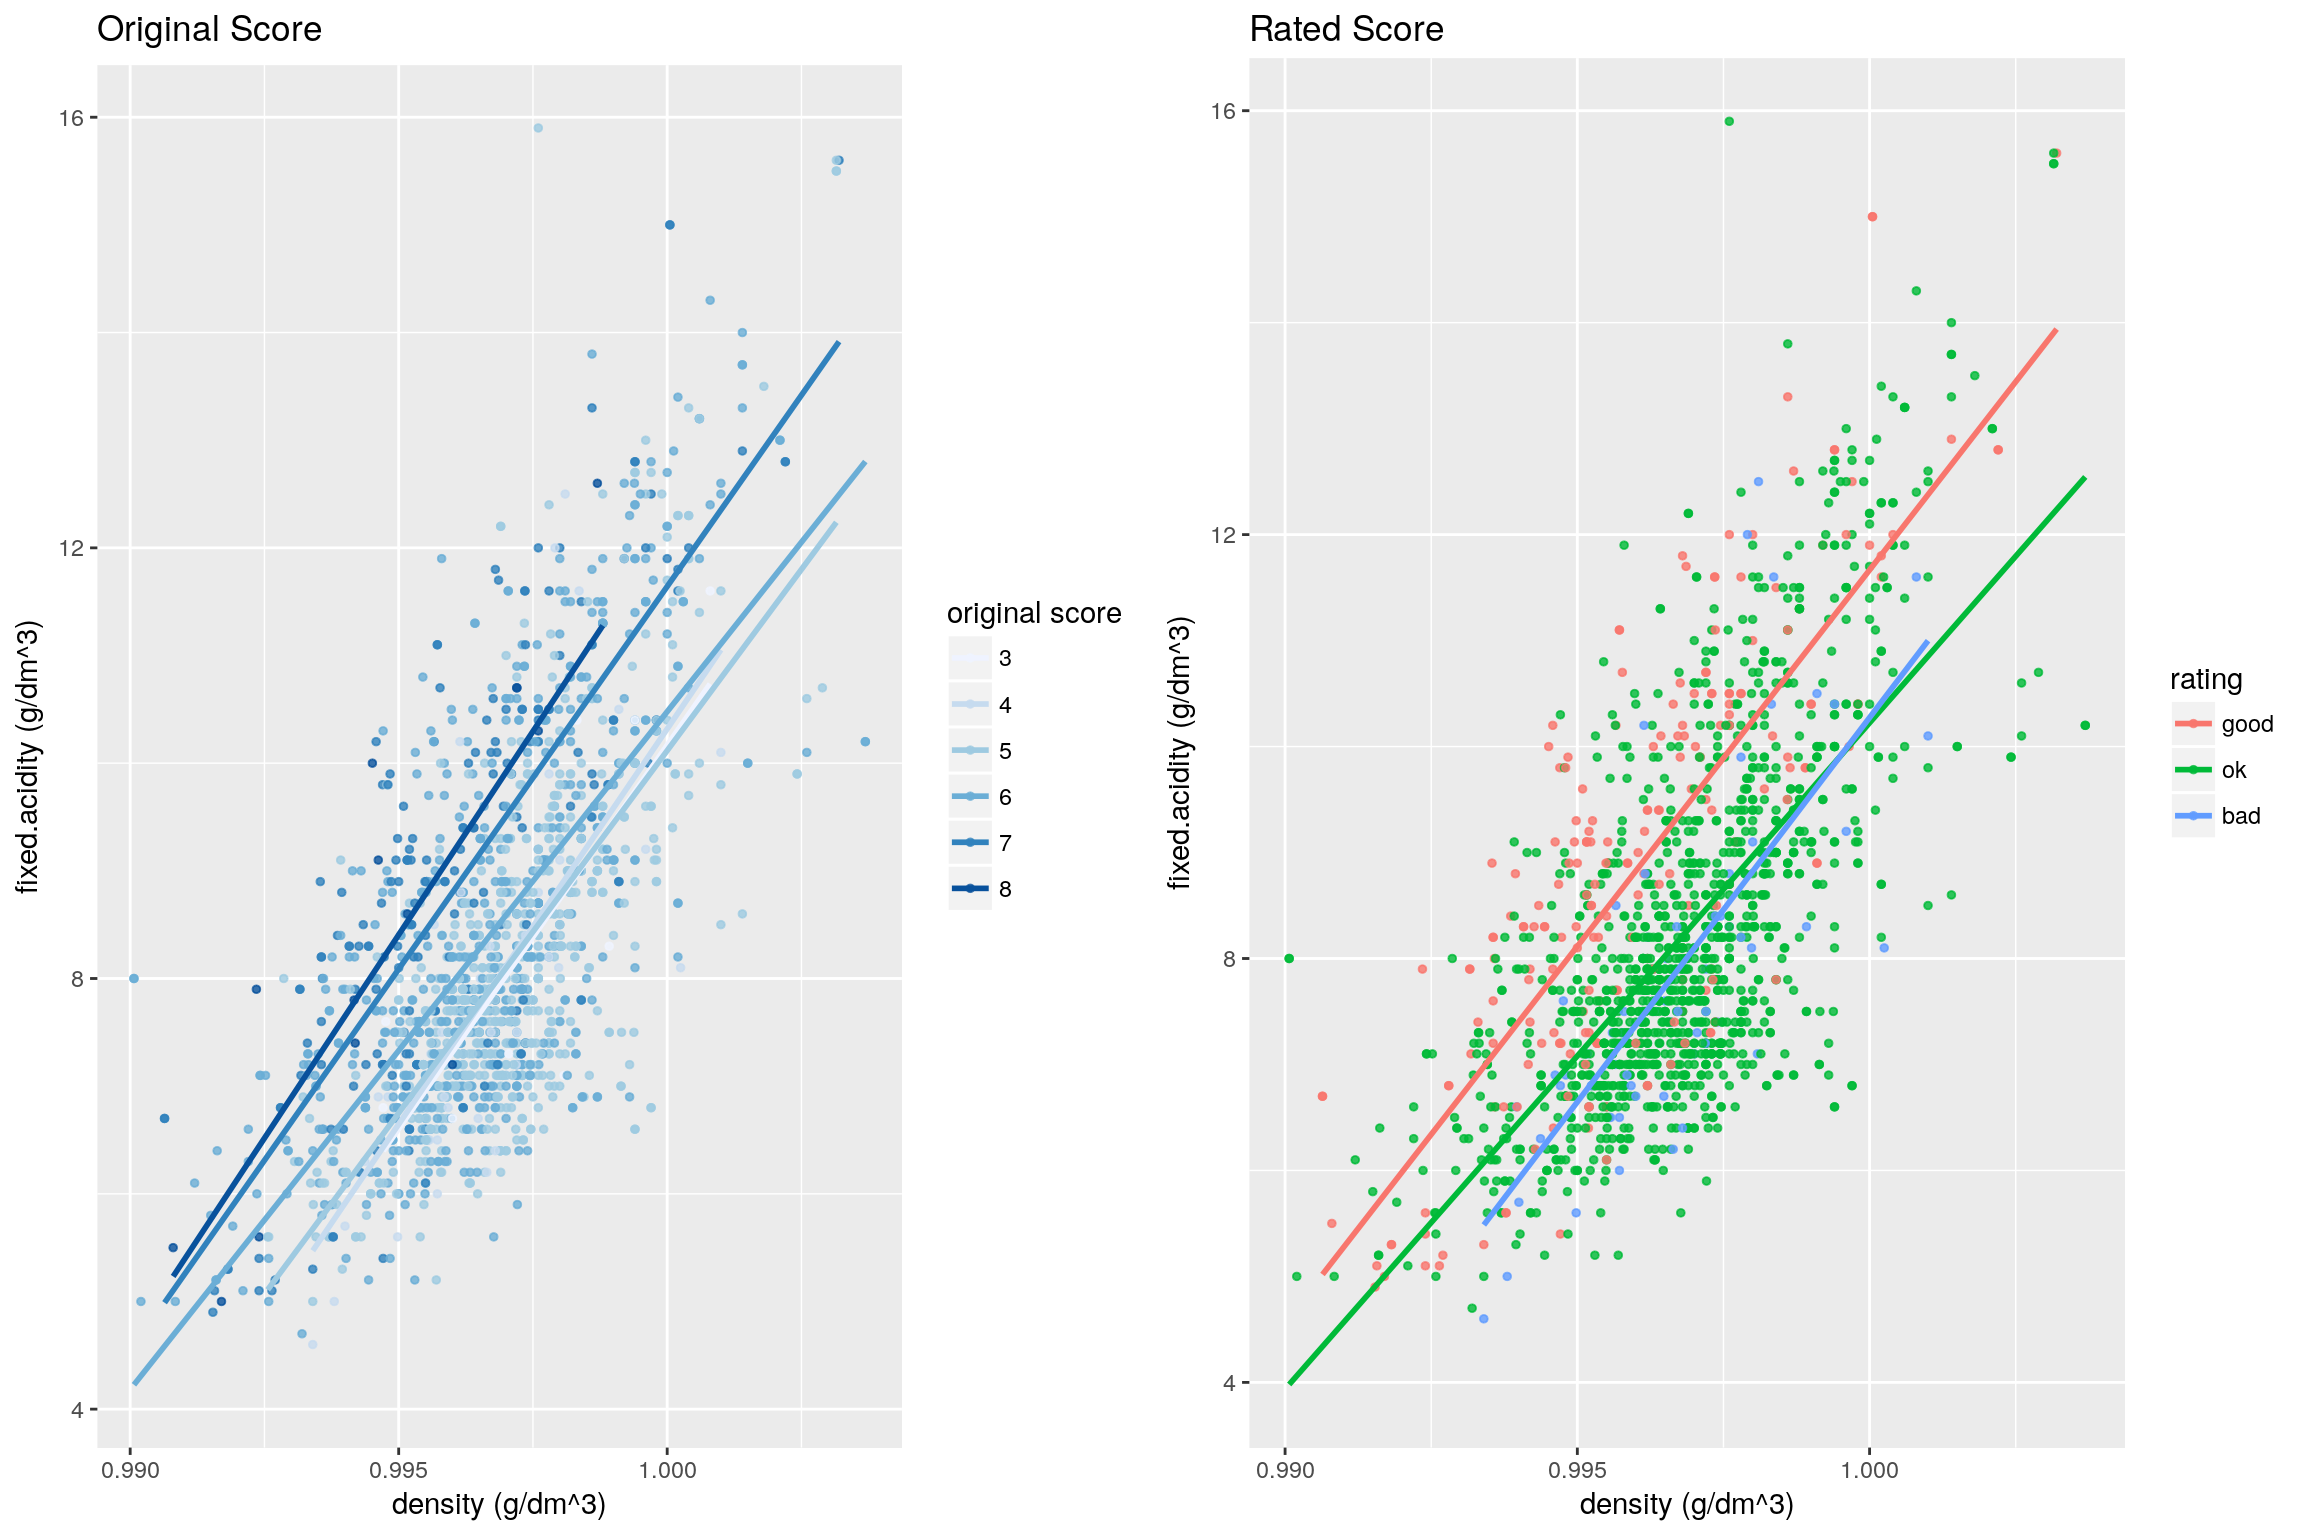 Original Score
16
12
8
4
0.990
0.995
1.000
density (g/dm^3)
fixed.acidity (g/dm^3)
original score
3
4
5
6
7
8
Rated Score
16
12
8
4
0.990
0.995
1.000
density (g/dm^3)
fixed.acidity (g/dm^3)
rating
good
ok
bad